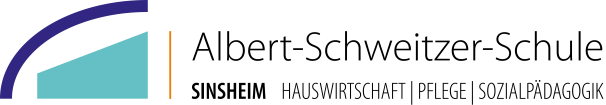 Albert-Schweitzer-Schule
SINSHEIM HAUSWIRTSCHAFT | PFLEGE | SOZIALPÄDAGOGIK